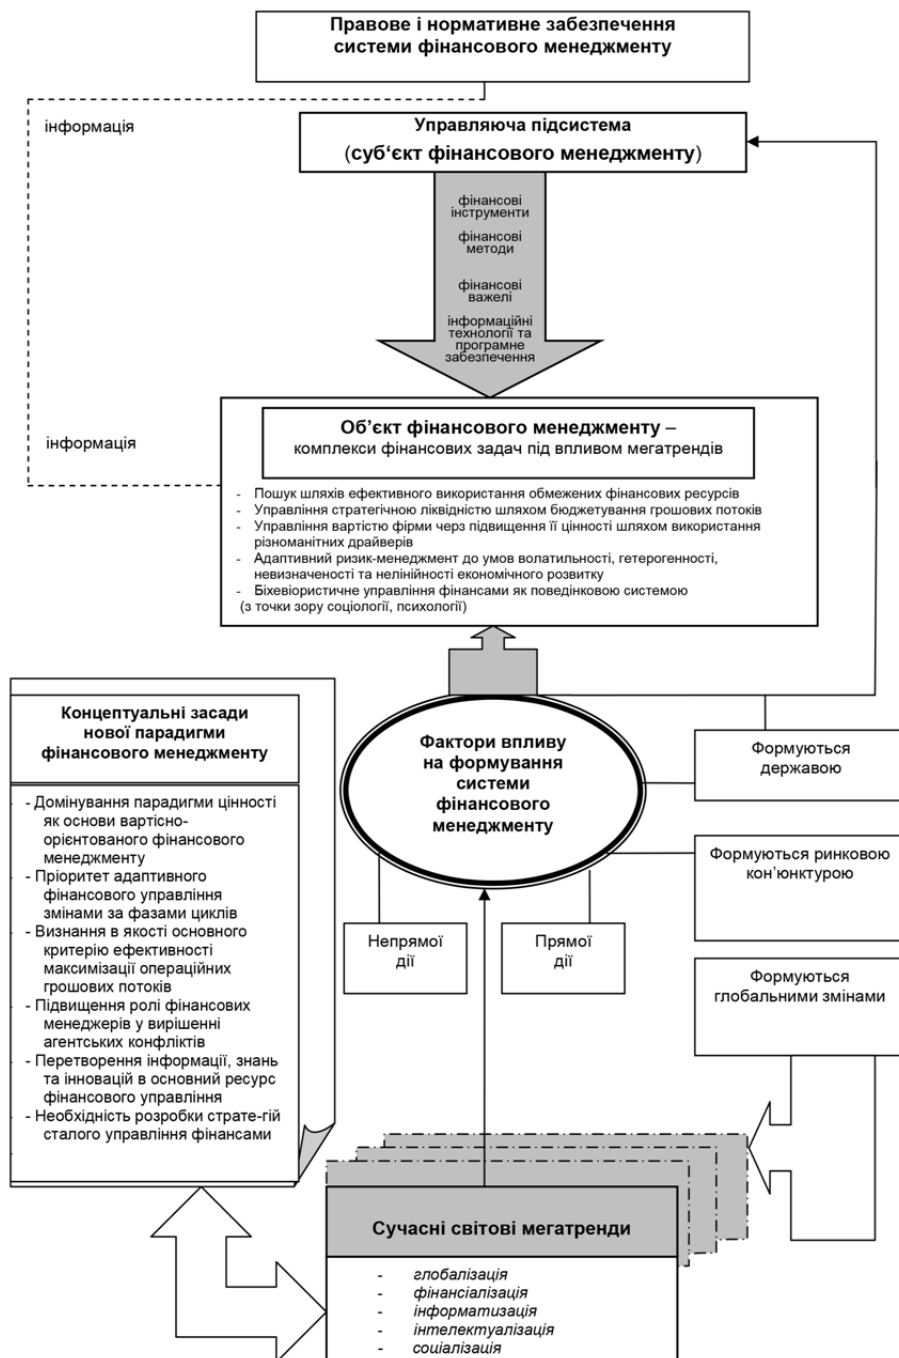 Правове і нормативне забезпечення
системи фінансового менеджменту
інформація
Управляюча підсистема
(суб‘єкт фінансового менеджменту)
фінансові
інструменти
фінансові
методи
фінансові
важелі
інформаційні
технології та
програмне
забезпечення
інформація
Об’єкт фінансового менеджменту –
комплекси фінансових задач під впливом мегатрендів
- Пошук шляхів ефективного використання обмежених фінансових ресурсів
- Управління стратегічною ліквідністю шляхом бюджетування грошових потоків
- Управління вартістю фірми черз підвищення її цінності шляхом використання
різноманітних драйверів
- Адаптивний ризик-менеджмент до умов волатильності, гетерогенності,
невизначеності та нелінійності економічного розвитку
- Біхевіористичне управління фінансами як поведінковою системою
(з точки зору соціології, психології)
Концептуальні засади
нової парадигми
фінансового менеджменту
- Домінування парадигми цінності
як основи вартісно-
орієнтованого фінансового
менеджменту
- Пріоритет адаптивного
фінансового управління
змінами за фазами циклів
- Визнання в якості основного
критерію ефективності
максимізації операційних
грошових потоків
- Підвищення ролі фінансових
менеджерів у вирішенні
агентських конфліктів
- Перетворення інформації, знань
та інновацій в основний ресурс
фінансового управління
- Необхідність розробки страте-гій
сталого управління фінансами
Фактори впливу
на формування
системи
фінансового
менеджменту
Непрямої
дії
Прямої
дії
Формуються
державою
Формуються ринковою
кон’юнктурою
Формуються
глобальними змінами
Сучасні світові мегатренди
- глобалізація
- фінансіалізація
- інформатизація
- інтелектуалізація
- соціалізація